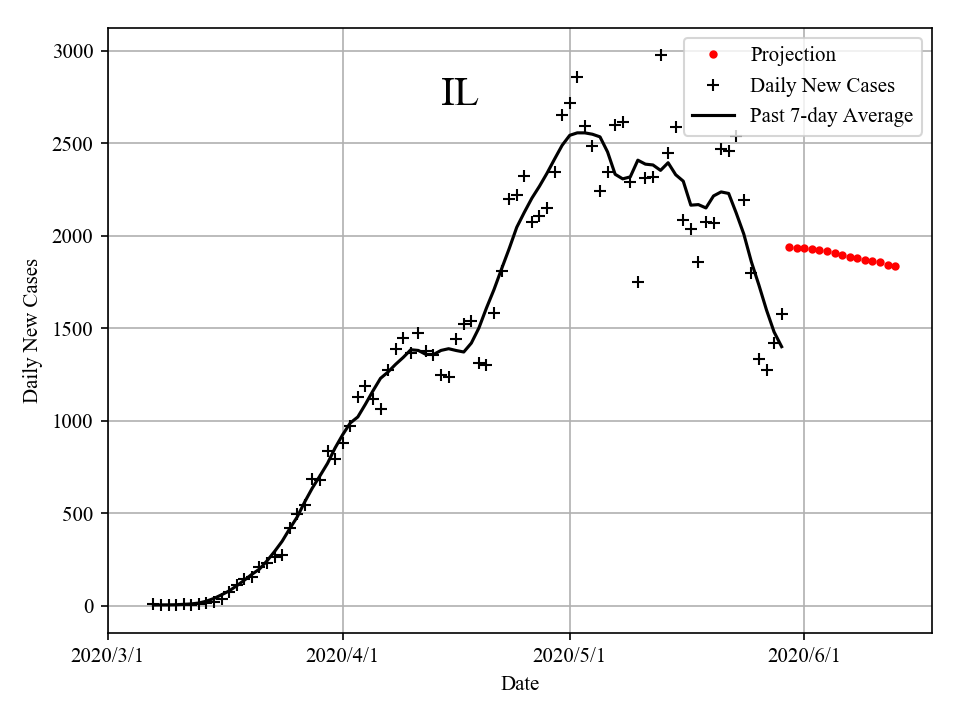 IL
Projection
Daily New Cases
Past 7-day Average
3000
2500
2000
1500
1000
500
0
Daily New Cases
2020/3/1 2020/4/1 2020/5/1 2020/6/1
Date